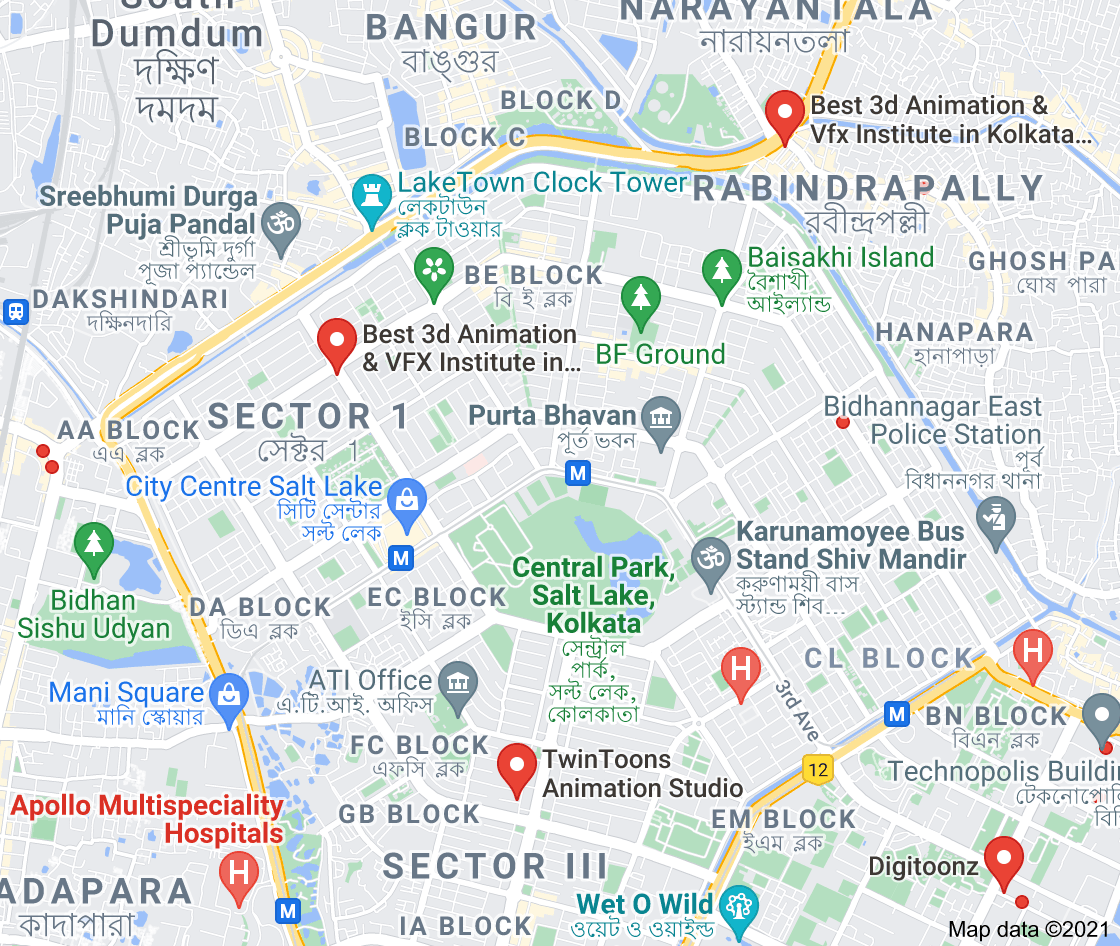 South
Dumdum
দক্ষিণ
দমদম
BANGUR
বাঙ্গুর
NARAYANTALA
নারায়নতলা
BLOCK D
BLOCK C
Best 3d Animation &
Vfx Institute in Kolkata...
LakeTown Clock Tower
লেকটাউন
ক্লক টাওয়ার
RABINDRAPALLY
রবীন্দ্রপল্লী
Sreebhumi Durga
Puja Pandal
শ্রীভূমি দুর্গা
পূজা প্যান্ডেল
BE BLOCK
বি ই ব্লক
Baisakhi Island
বৈশাখী
আইল্যান্ড
GHOSH PA
ঘোষ পারা
DAKSHINDARI
দক্ষিনদারি
Best 3d Animation
& VFX Institute in...
BF Ground
HANAPARA
হানাপাড়া
SECTOR 1
সেক্টর 1
AA BLOCK
এএ ব্লক
Purta Bhavan
পূর্ত ভবন
Bidhannagar East
Police Station
পূর্ব
বিধাননগর থানা
M
City Centre Salt Lake
সিটি সেন্টার
সল্ট লেক
M
Karunamoyee Bus
Stand Shiv Mandir
করুণাময়ী বাস
স্ট্যান্ড শিব...
Central Park,
Salt Lake,
Kolkata
সেন্ট্রাল
পার্ক,
সল্ট লেক,
কোলকাতা
Bidhan
Sishu Udyan
DA BLOCK
ডিএ ব্লক
EC BLOCK
ইসি ব্লক
H
H
CL BLOCK
Mani Square
মানি স্কোয়ার
ATI Office
এ.টি.আই. অফিস
3rd Ave
M
BN BLOCK
বিএন ব্লক
FC BLOCK
এফসি ব্লক
TwinToons
Animation Studio
12
Technopolis Buildin
টেকনোপোলি
বি
Apollo Multispeciality
Hospitals
H
GB BLOCK
EM BLOCK
ইএম ব্লক
SECTOR III
Digitoonz
ADAPARA
কাদাপারা
M
IA BLOCK
Wet O Wild
ওয়েট ও ওয়াইল্ড
Map data ©2021